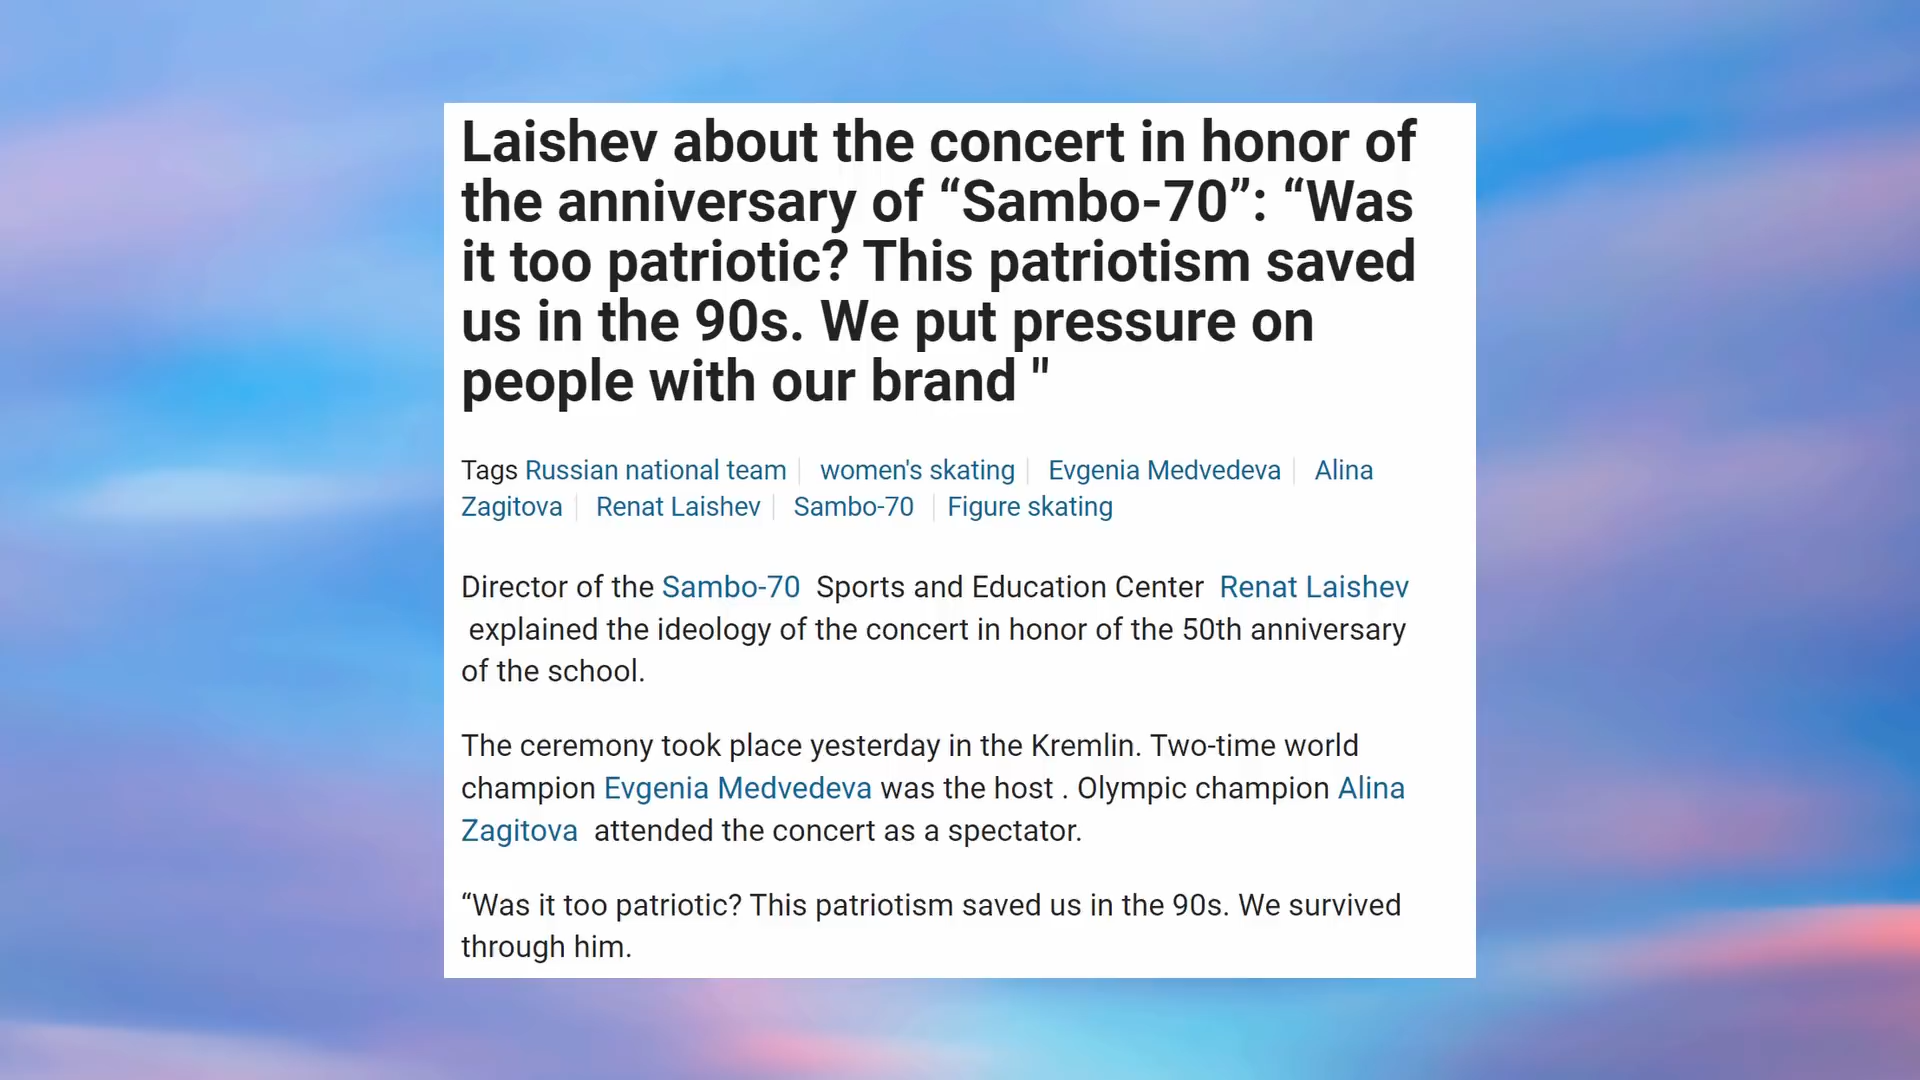 Laishev about the concert in honor of
the anniversary of “Sambo-70”: “Was
it too patriotic? This patriotism saved
us in the 90s. We put pressure on
people with our brand "
Tags Russian national team women's skating Evgenia Medvedeva Alina
Zagitova Renat Laishev Sambo-70 Figure skating
Director of the Sambo-70 Sports and Education Center Renat Laishev
explained the ideology of the concert in honor of the 50th anniversary
of the school.
The ceremony took place yesterday in the Kremlin. Two-time world
champion Evgenia Medvedeva was the host . Olympic champion Alina
Zagitova attended the concert as a spectator.
“Was it too patriotic? This patriotism saved us in the 90s. We survived
through him.